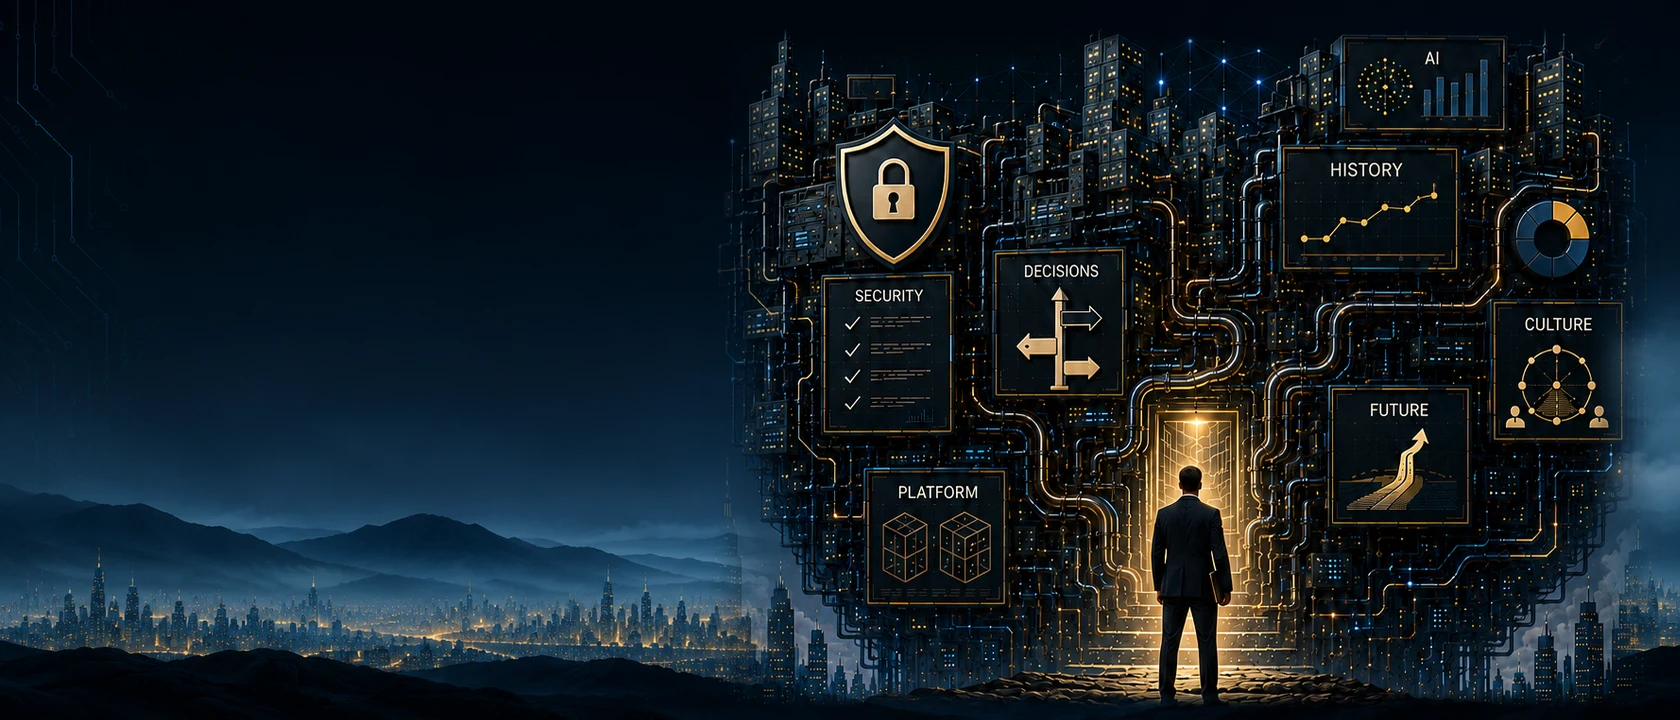 AI
HISTORY
DECISIONS
SECURITY
CULTURE
FUTURE
PLATFORM